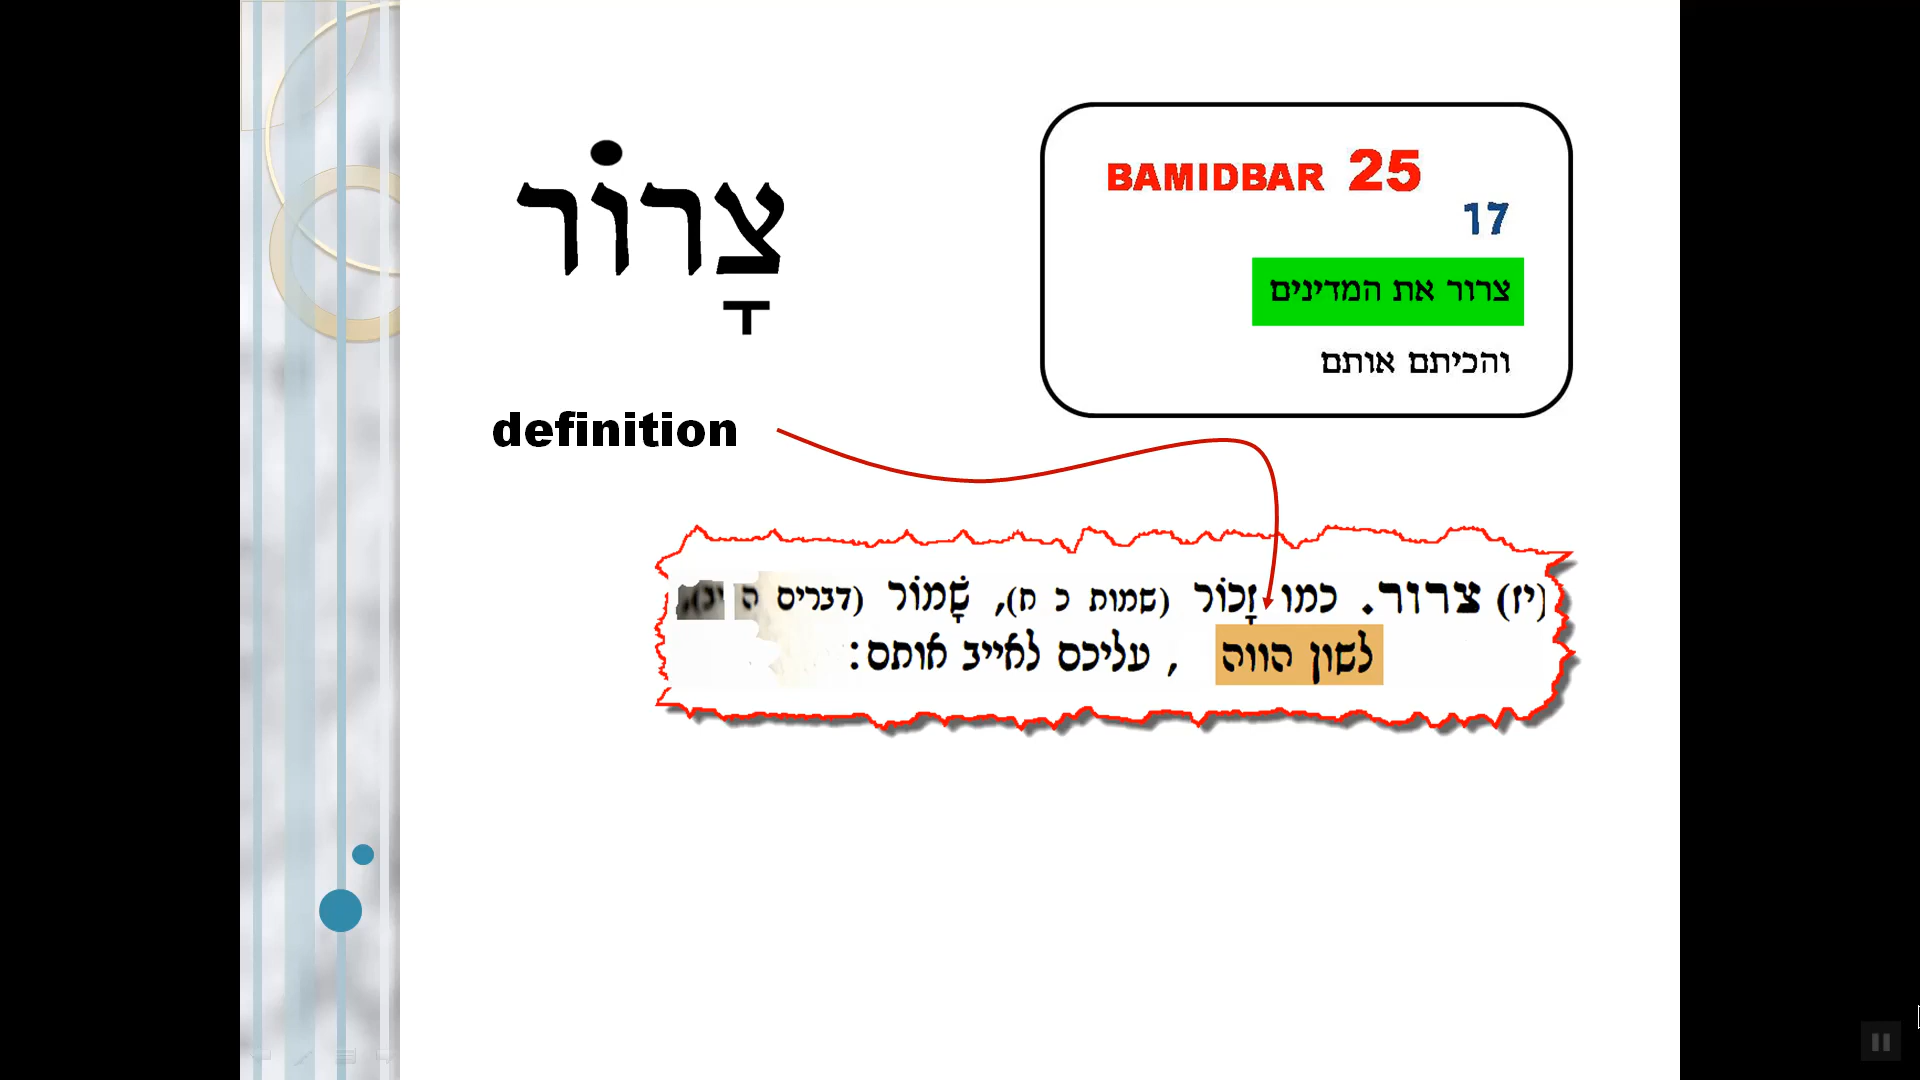 צָרוֹר
BAMIDBAR 25
17
צרור את המדינים
והכיתם אותם
definition
(יז) צרור. כמו זָכוֹר (שמות כ ח), שָׁמוֹר (דברים ה יב),
לשון הווה , עליכם לאייב אותם: